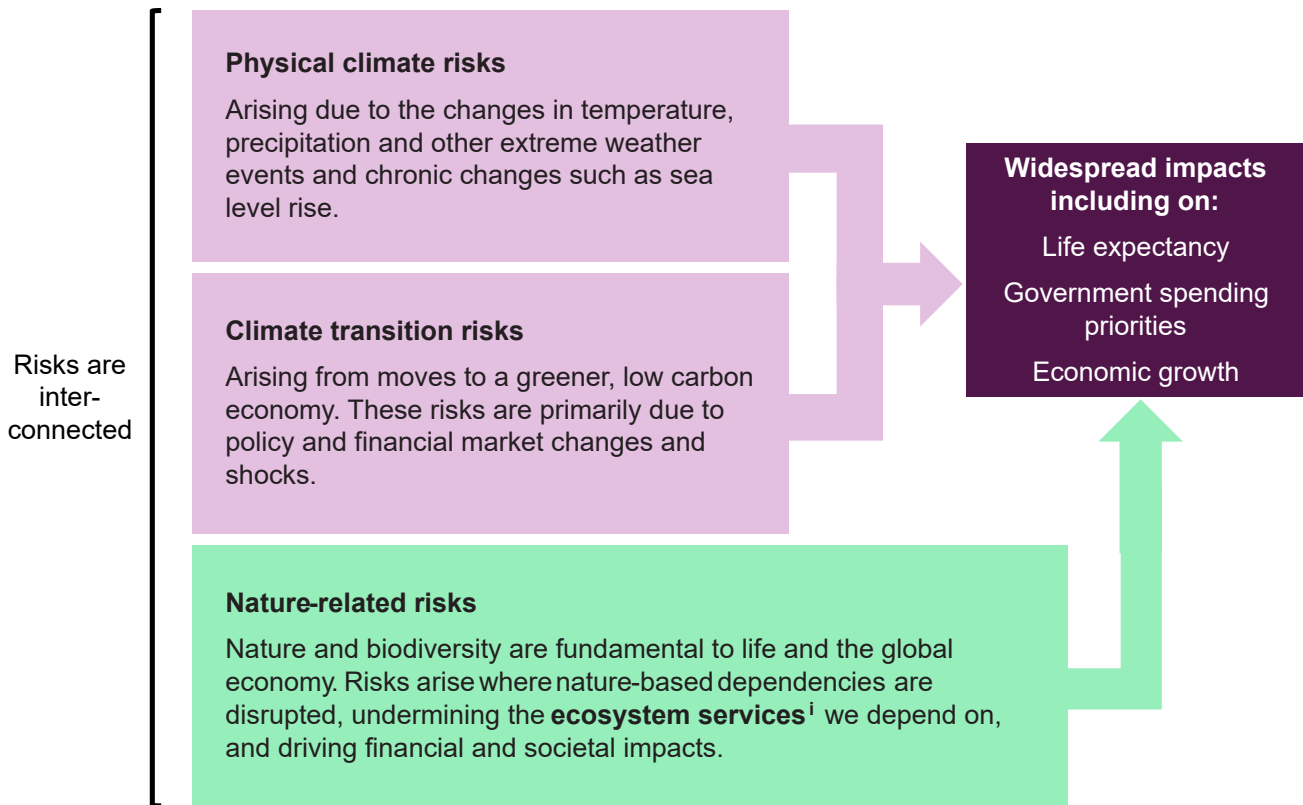 Risks are
inter-
connected
Physical climate risks
Arising due to the changes in temperature,
precipitation and other extreme weather
events and chronic changes such as sea
level rise.
Climate transition risks
Arising from moves to a greener, low carbon
economy. These risks are primarily due to
policy and financial market changes and
shocks.
Nature-related risks
Nature and biodiversity are fundamental to life and the global
economy. Risks arise where nature-based dependencies are
disrupted, undermining the ecosystem services i we depend on,
and driving financial and societal impacts.
Widespread impacts
including on:
Life expectancy
Government spending
priorities
Economic growth